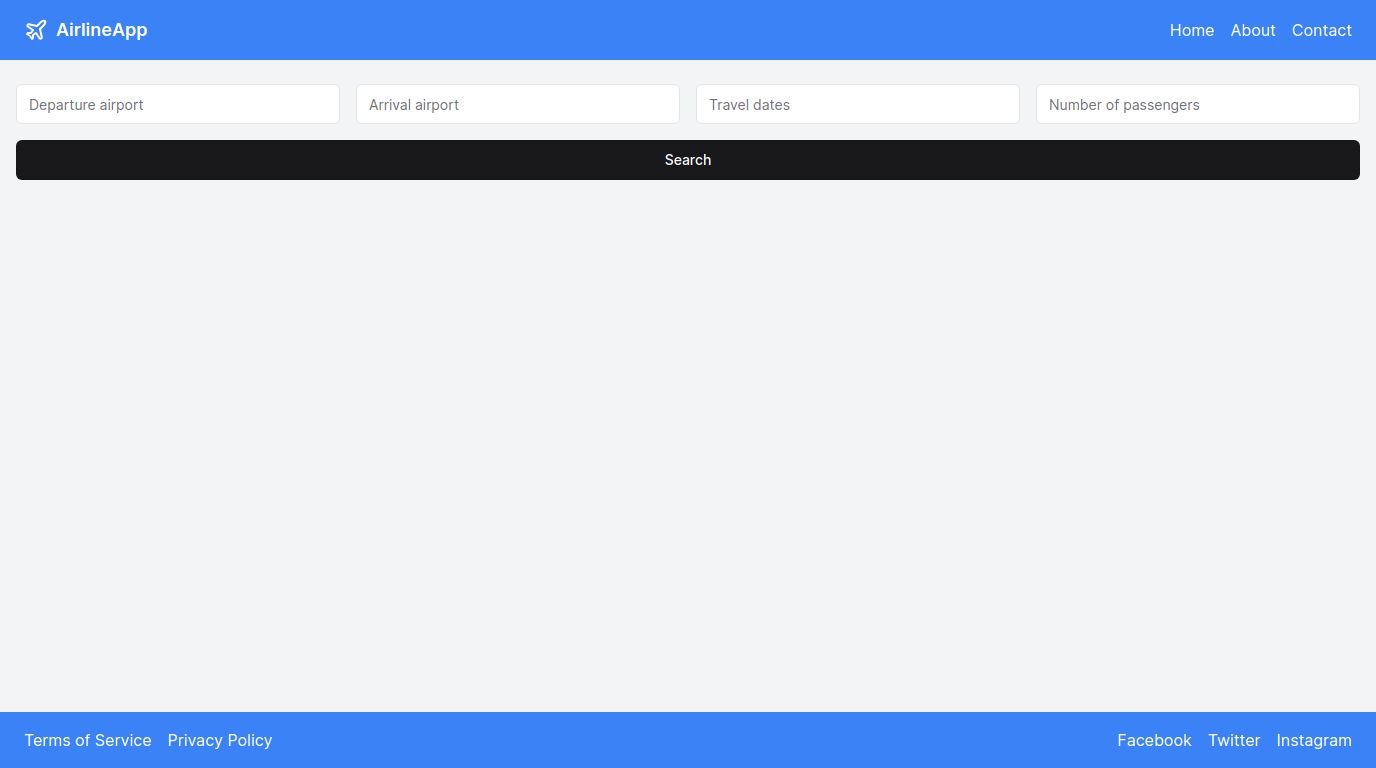 AirlineApp Home About Contact
Departure airport Arrival airport Travel dates Number of passengers
Search
Terms of Service Privacy Policy Facebook Twitter Instagram